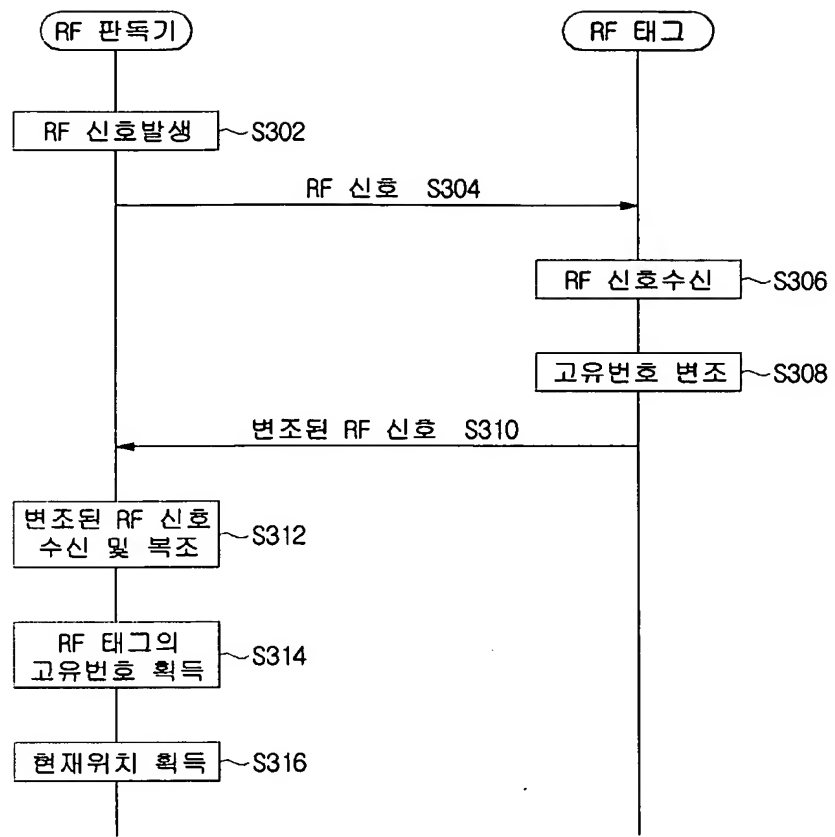 RF 판독기
RF 태그
RF 신호발생 S302
RF 신호 S304
RF 신호수신 S306
고유번호 변조 S308
변조된 RF 신호 S310
변조된 RF 신호
수신 및 복조 S312
RF 태그의
고유번호 획득 S314
현재위치 획득 S316